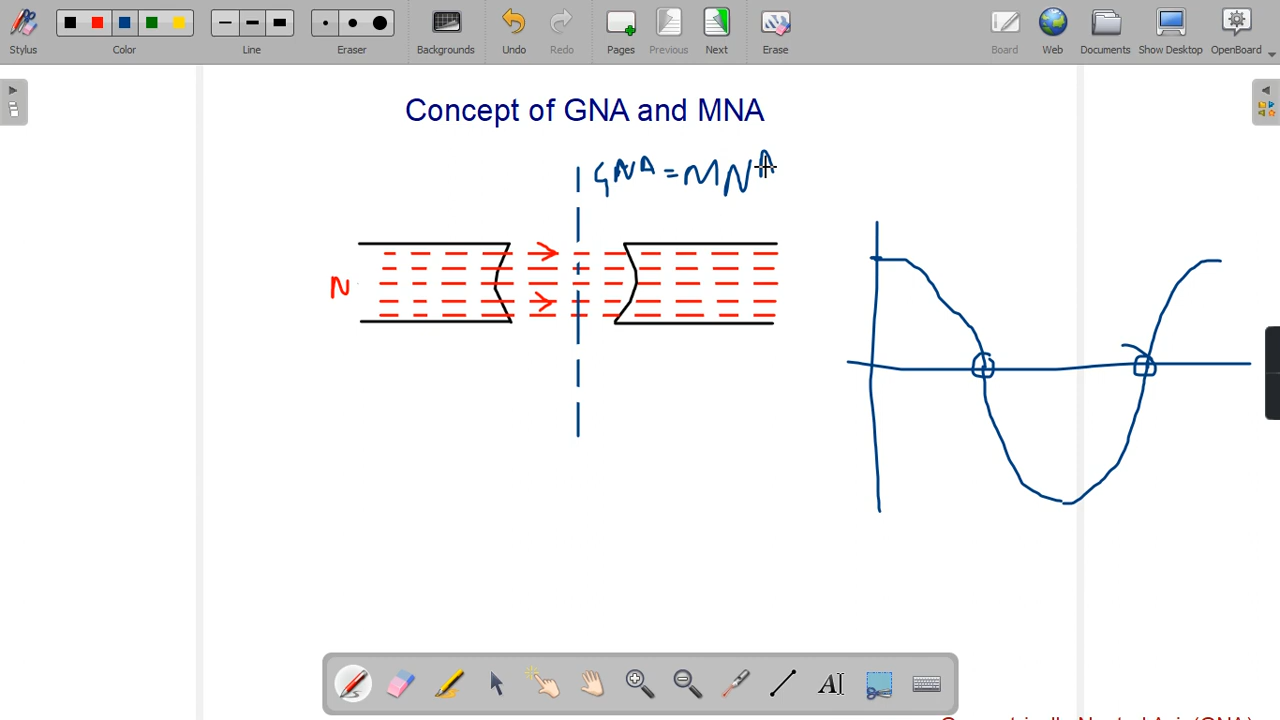 Stylus
Color
Line
Eraser
Backgrounds
Undo
Redo
Pages
Previous
Next
Erase
Board
Web
Documents
Show Desktop
OpenBoard
Concept of GNA and MNA
GNA = MNA
N